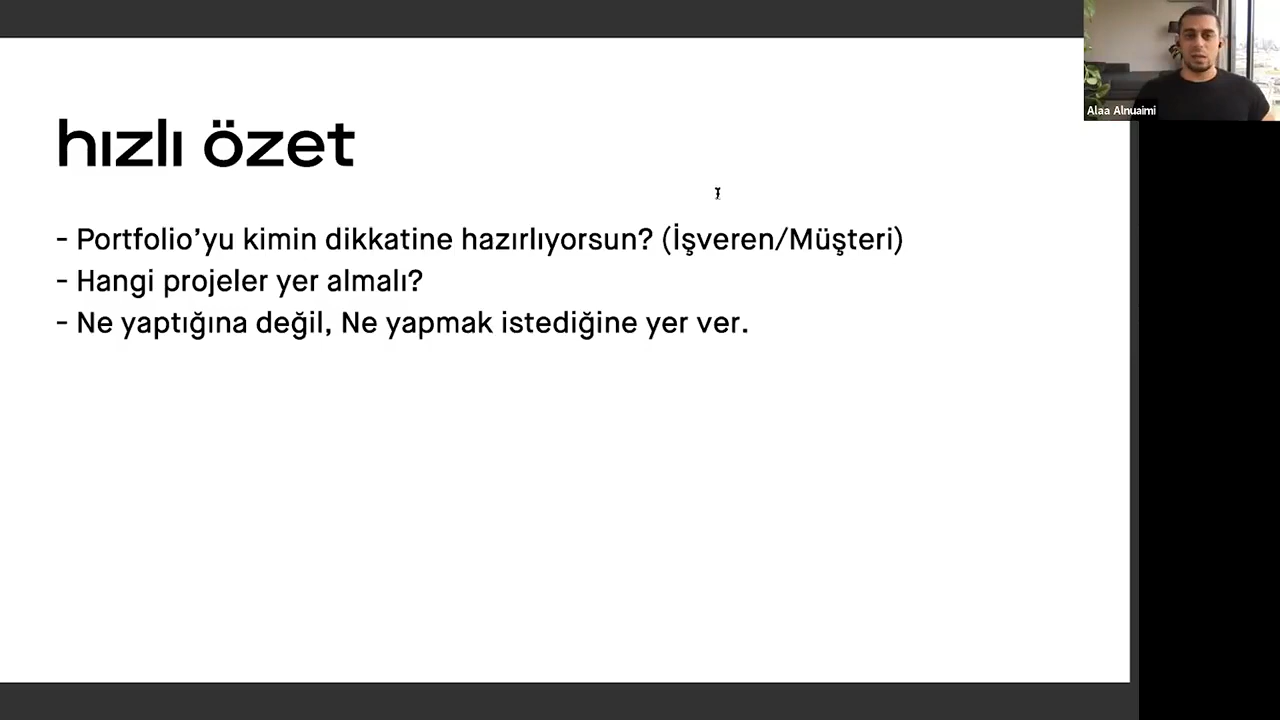 Alaa Alnuaimi
hızlı özet
- Portfolio’yu kimin dikkatine hazırlıyorsun? (İşveren/Müşteri)
- Hangi projeler yer almalı?
- Ne yaptığına değil, Ne yapmak istediğine yer ver.